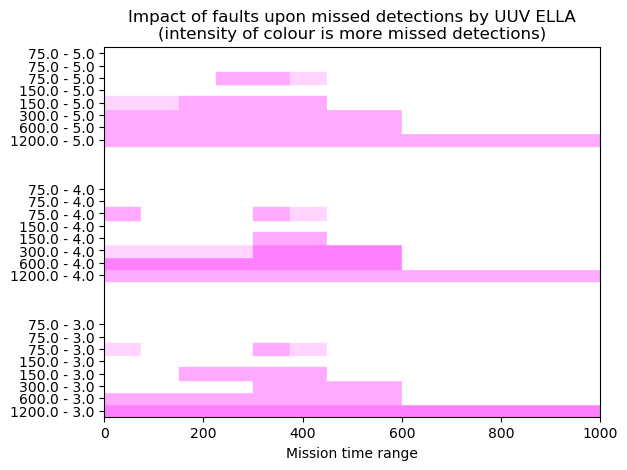 Impact of faults upon missed detections by UUV ELLA
(intensity of colour is more missed detections)
75.0 - 5.0
75.0 - 5.0
75.0 - 5.0
150.0 - 5.0
150.0 - 5.0
300.0 - 5.0
600.0 - 5.0
1200.0 - 5.0
75.0 - 4.0
75.0 - 4.0
75.0 - 4.0
150.0 - 4.0
150.0 - 4.0
300.0 - 4.0
600.0 - 4.0
1200.0 - 4.0
75.0 - 3.0
75.0 - 3.0
75.0 - 3.0
150.0 - 3.0
150.0 - 3.0
300.0 - 3.0
600.0 - 3.0
1200.0 - 3.0
0 200 400 600 800 1000
Mission time range